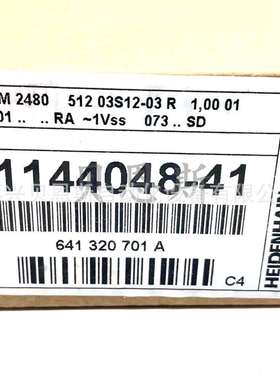 M 2480 512 03S12-03 R 1,00 01
01.. .. RA ~1Vss 073.. SD
1144048-41
641 320 701 A
C4
HEIDENHAIN